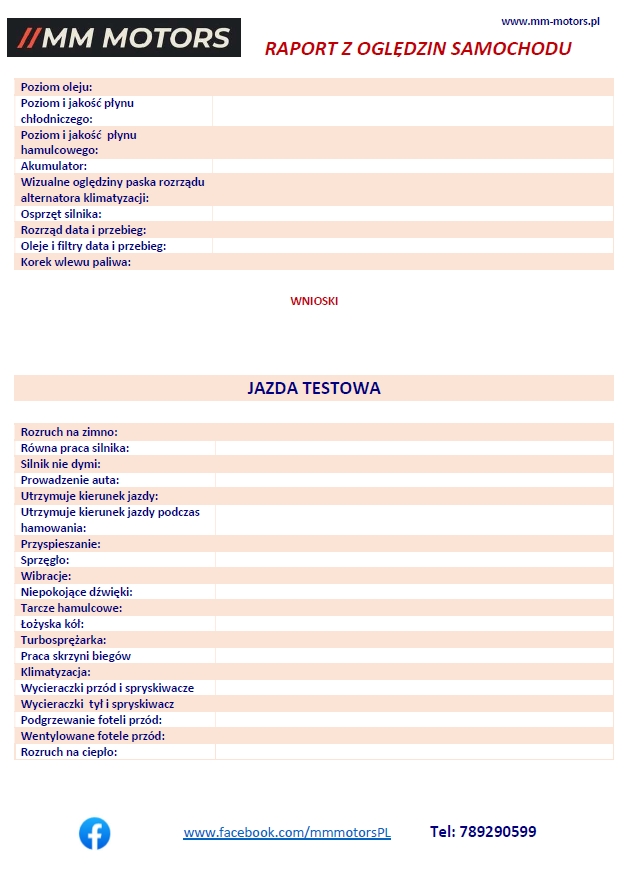 //MM MOTORS
www.mm-motors.pl
RAPORT Z OGLĘDZIN SAMOCHODU
Poziom oleju:
Poziom i jakość płynu
chłodniczego:
Poziom i jakość płynu
hamulcowego:
Akumulator:
Wizualne oględziny paska rozrządu
alternatora klimatyzacji:
Osprzęt silnika:
Rozrząd data i przebieg:
Oleje i filtry data i przebieg:
Korek wlewu paliwa:
WNIOSKI
JAZDA TESTOWA
Rozruch na zimno:
Równa praca silnika:
Silnik nie dymi:
Prowadzenie auta:
Utrzymuje kierunek jazdy:
Utrzymuje kierunek jazdy podczas
hamowania:
Przyspieszanie:
Sprzęgło:
Wibracje:
Niepokojące dźwięki:
Tarcze hamulcowe:
Łożyska kół:
Turbosprężarka:
Praca skrzyni biegów
Klimatyzacja:
Wycieraczki przód i spryskiwacze
Wycieraczki tył i spryskiwacz
Podgrzewanie foteli przód:
Wentylowane fotele przód:
Rozruch na ciepło:
www.facebook.com/mmmotorsPL
Tel: 789290599